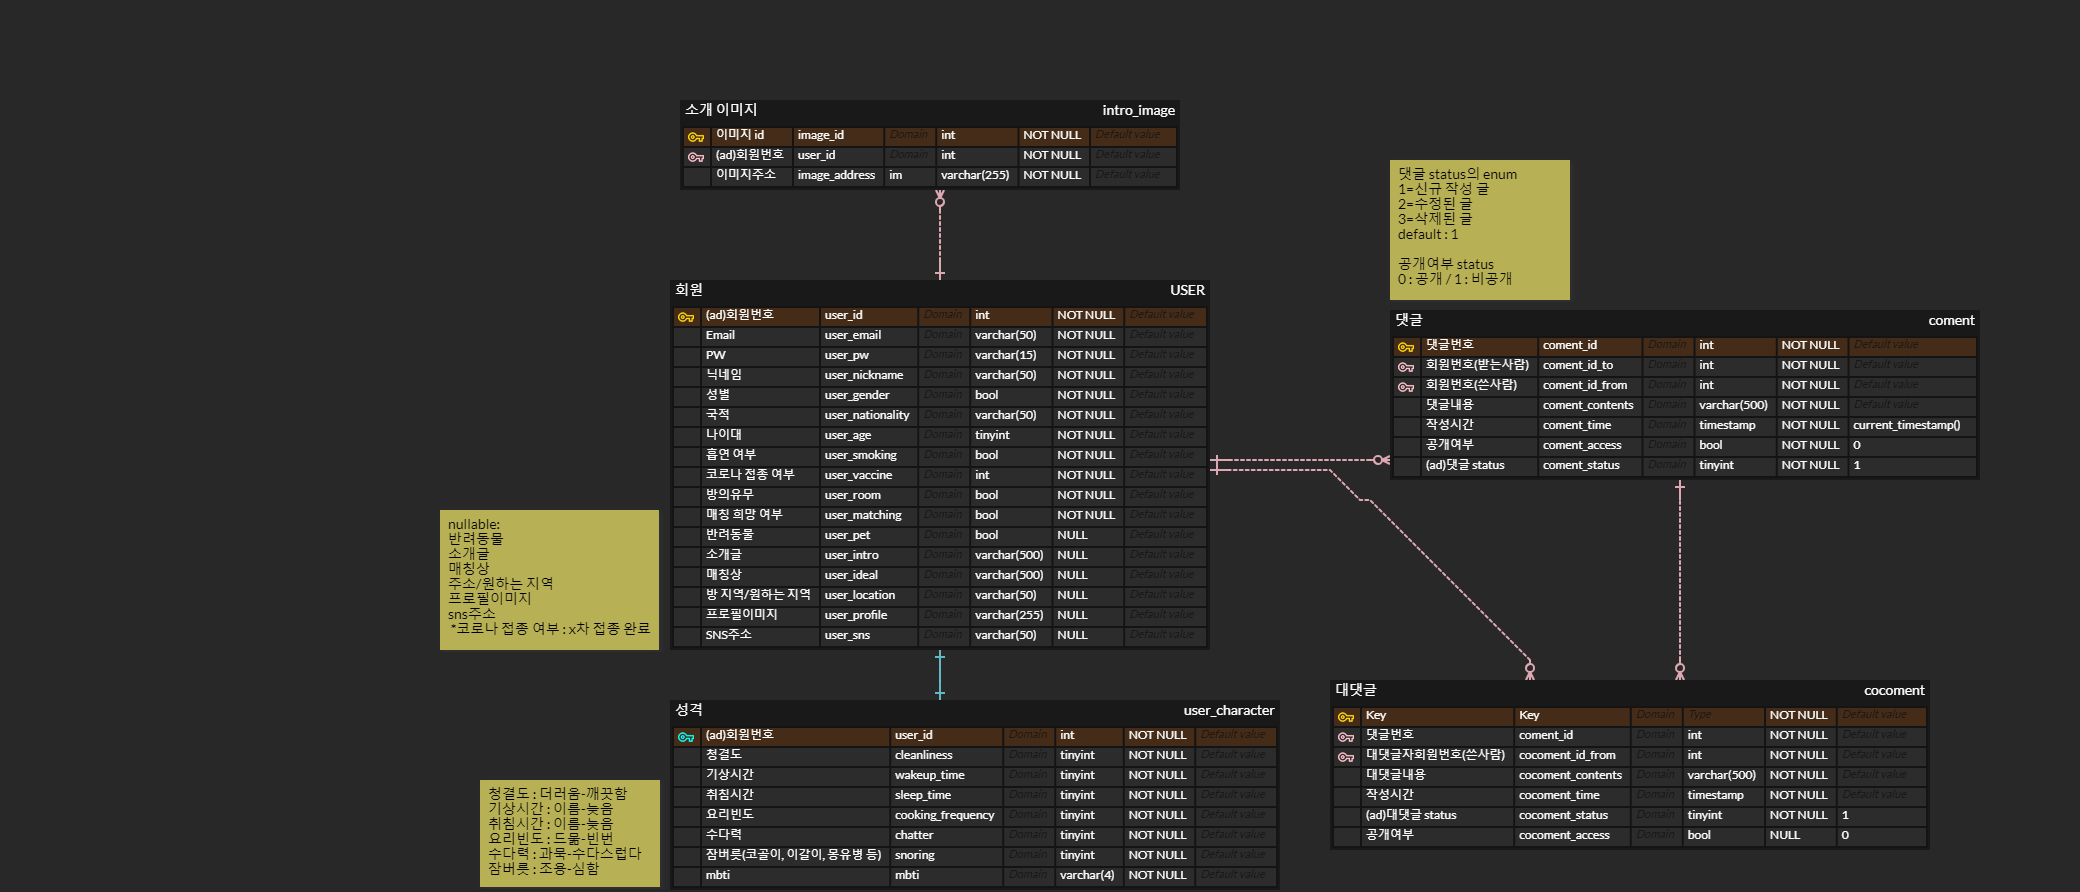 소개 이미지 intro_image
이미지 id image_id Domain int NOT NULL Default value
(ad)회원번호 user_id Domain int NOT NULL Default value
이미지주소 image_address im varchar(255) NOT NULL Default value
댓글 status의 enum
1=신규 작성 글
2=수정된 글
3=삭제된 글
default : 1
공개여부 status
0 : 공개 / 1 : 비공개
회원 USER
(ad)회원번호 user_id Domain int NOT NULL Default value
Email user_email Domain varchar(50) NOT NULL Default value
PW user_pw Domain varchar(15) NOT NULL Default value
닉네임 user_nickname Domain varchar(50) NOT NULL Default value
성별 user_gender Domain bool NOT NULL Default value
국적 user_nationality Domain varchar(50) NOT NULL Default value
나이대 user_age Domain tinyint NOT NULL Default value
흡연 여부 user_smoking Domain bool NOT NULL Default value
코로나 접종 여부 user_vaccine Domain int NOT NULL Default value
방의유무 user_room Domain bool NOT NULL Default value
매칭 희망 여부 user_matching Domain bool NOT NULL Default value
반려동물 user_pet Domain bool NULL Default value
소개글 user_intro Domain varchar(500) NULL Default value
매칭상 user_ideal Domain varchar(500) NULL Default value
방 지역/원하는 지역 user_location Domain varchar(50) NULL Default value
프로필이미지 user_profile Domain varchar(255) NULL Default value
SNS주소 user_sns Domain varchar(50) NULL Default value
댓글 coment
댓글번호 coment_id Domain int NOT NULL Default value
회원번호(받는사람) coment_id_to Domain int NOT NULL Default value
회원번호(쓴사람) coment_id_from Domain int NOT NULL Default value
댓글내용 coment_contents Domain varchar(500) NOT NULL Default value
작성시간 coment_time Domain timestamp NOT NULL current_timestamp()
공개여부 coment_access Domain bool NOT NULL 0
(ad)댓글 status coment_status Domain tinyint NOT NULL 1
nullable:
반려동물
소개글
매칭상
주소/원하는 지역
프로필이미지
sns주소
*코로나 접종 여부 : x차 접종 완료
성격 user_character
(ad)회원번호 user_id Domain int NOT NULL Default value
청결도 cleanliness Domain tinyint NOT NULL Default value
기상시간 wakeup_time Domain tinyint NOT NULL Default value
취침시간 sleep_time Domain tinyint NOT NULL Default value
요리빈도 cooking_frequency Domain tinyint NOT NULL Default value
수다력 chatter Domain tinyint NOT NULL Default value
잠버릇(코골이, 이갈이, 몽유병 등) snoring Domain tinyint NOT NULL Default value
mbti mbti Domain varchar(4) NOT NULL Default value
대댓글 cocoment
Key Key Domain Type NOT NULL Default value
댓글번호 coment_id Domain int NOT NULL Default value
대댓글자회원번호(쓴사람) cocoment_id_from Domain int NOT NULL Default value
대댓글내용 cocoment_contents Domain varchar(500) NOT NULL Default value
작성시간 cocoment_time Domain timestamp NOT NULL Default value
(ad)대댓글 status cocoment_status Domain tinyint NOT NULL 1
공개여부 cocoment_access Domain bool NULL 0
청결도 : 더러움-깨끗함
기상시간 : 이름-늦음
취침시간 : 이름-늦음
요리빈도 : 드묾-빈번
수다력 : 과묵-수다스럽다
잠버릇 : 조용-심함